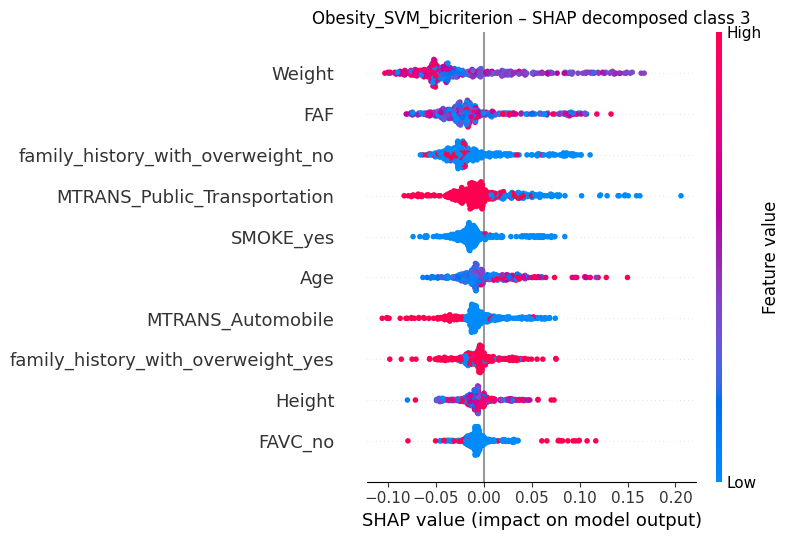 Obesity_SVM_bicriterion – SHAP decomposed class 3
High
Weight
FAF
family_history_with_overweight_no
MTRANS_Public_Transportation
SMOKE_yes
Age
MTRANS_Automobile
family_history_with_overweight_yes
Height
FAVC_no
Feature value
Low
−0.10 −0.05 0.00 0.05 0.10 0.15 0.20
SHAP value (impact on model output)